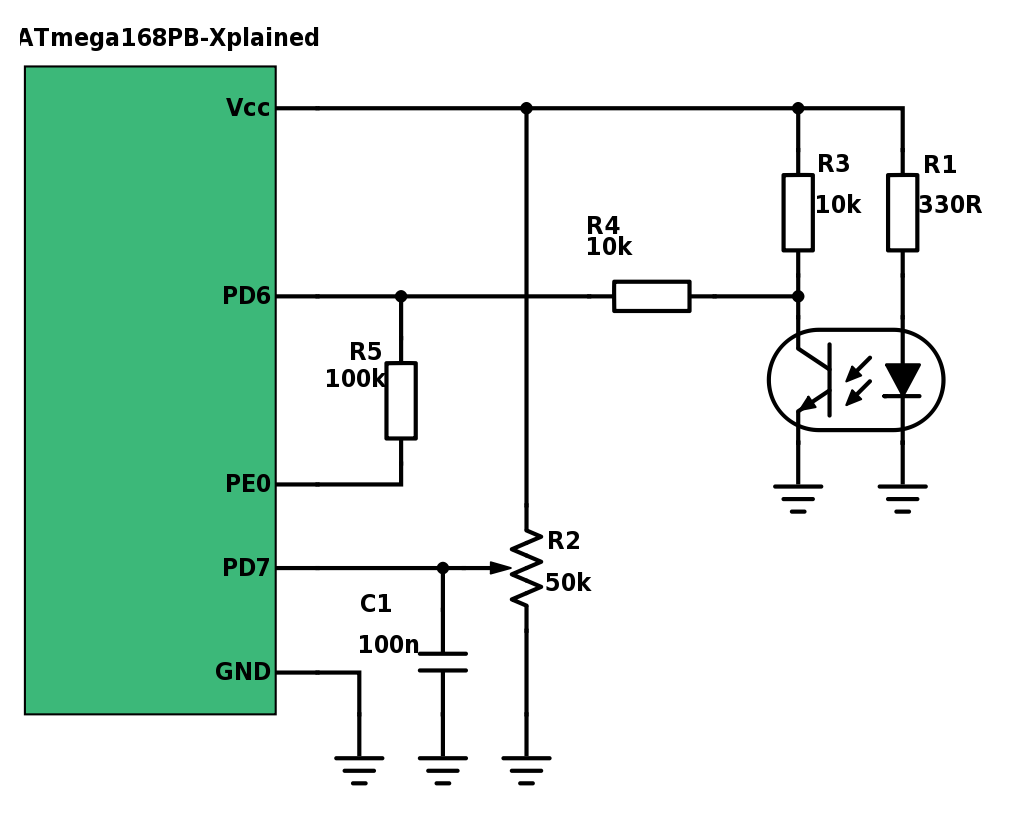 ATmega168PB-Xplained
Vcc
R3
10k
R1
330R
R4
10k
PD6
R5
100k
PE0
R2
50k
PD7
C1
100n
GND